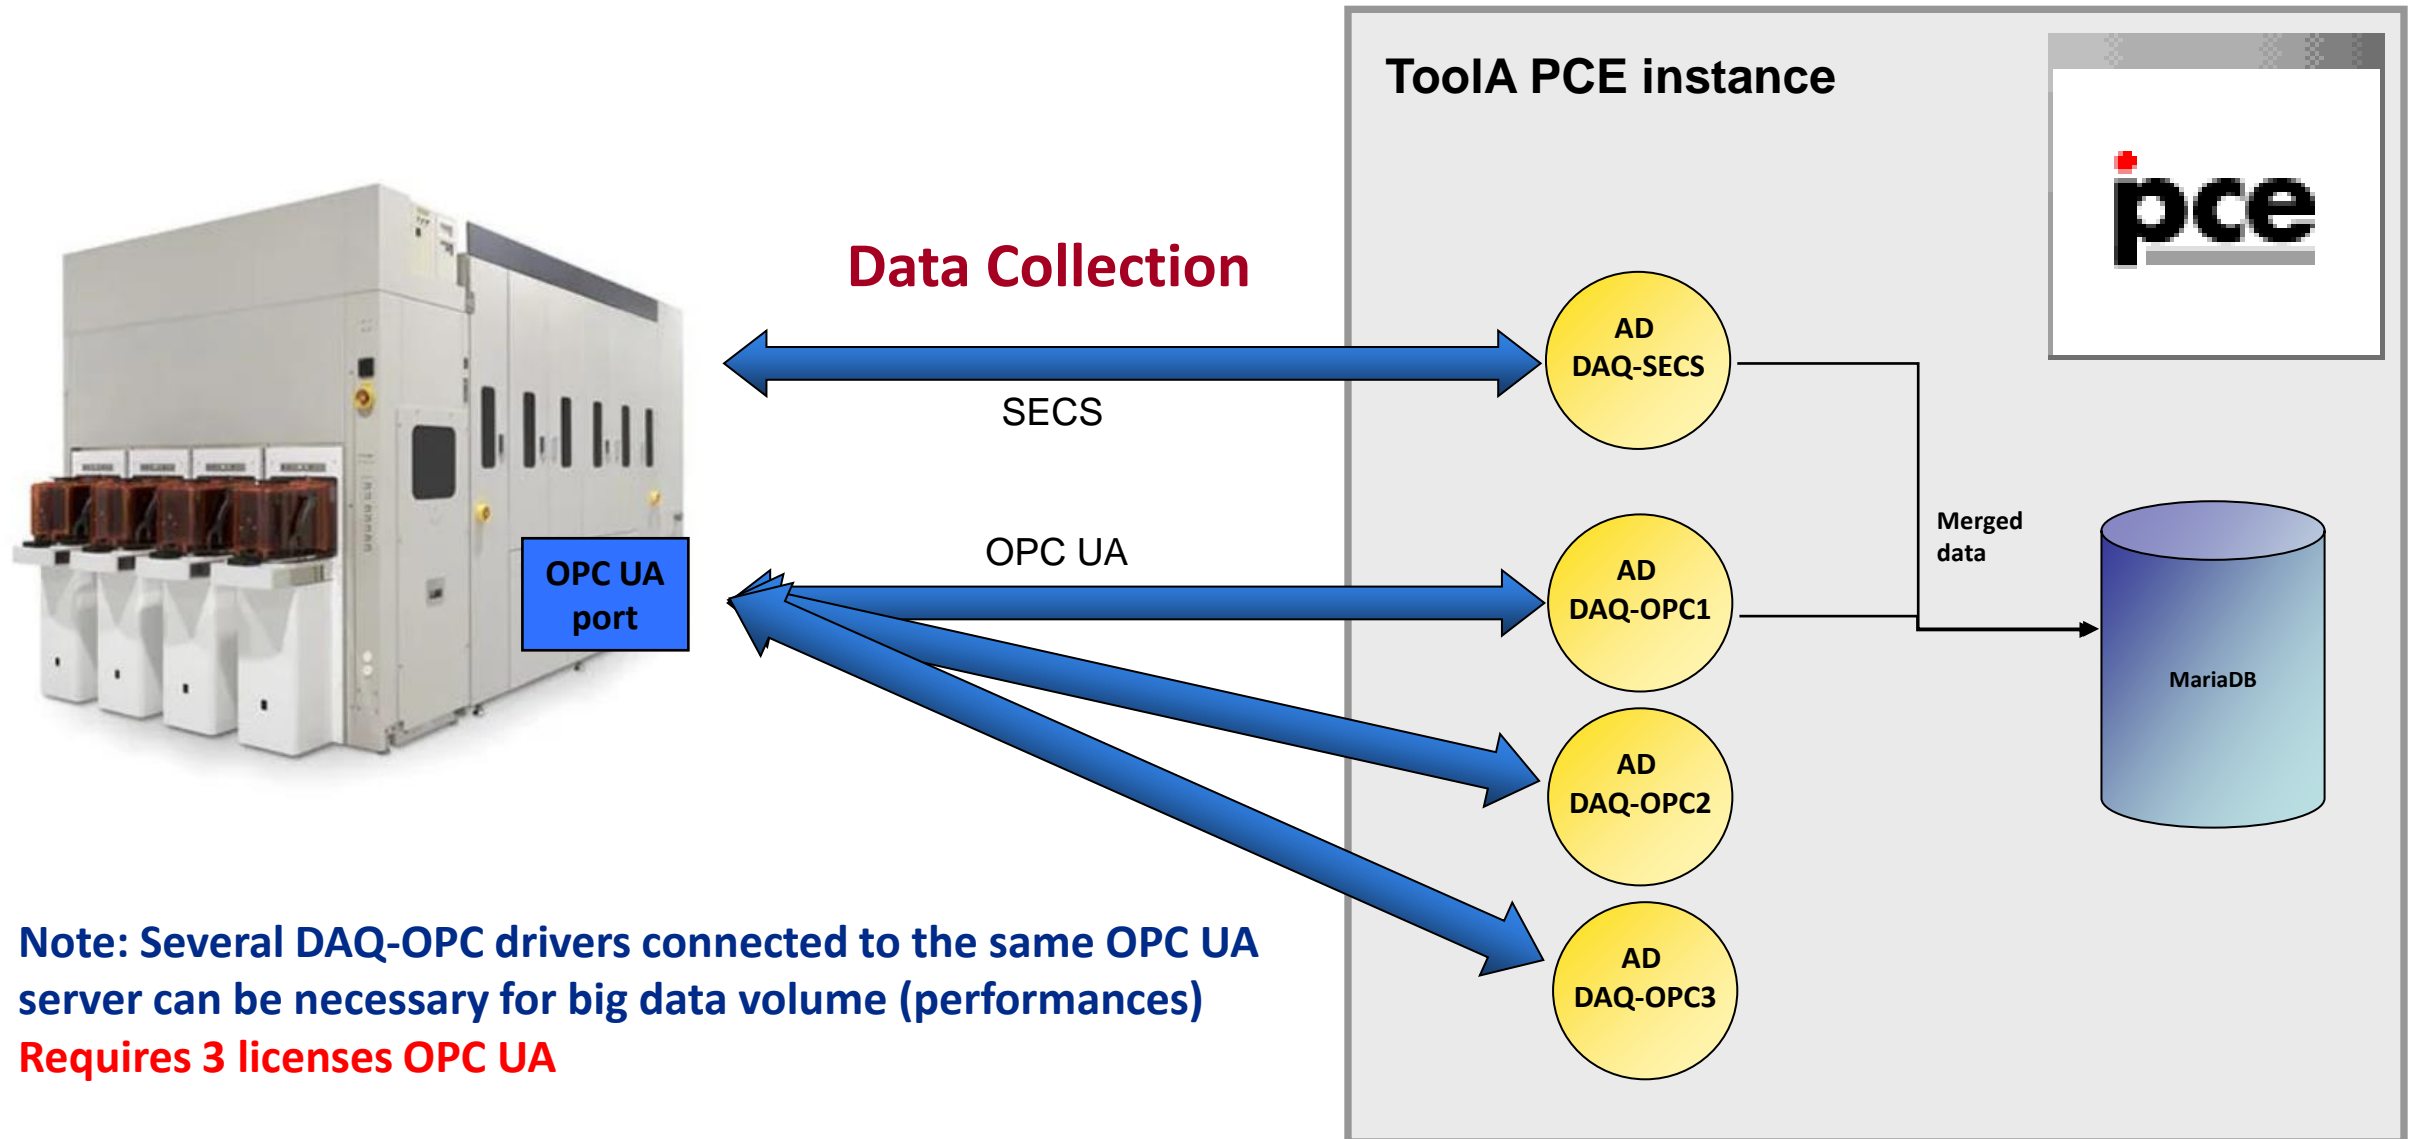 ToolA PCE instance
pce
Data Collection
AD
DAQ-SECS
SECS
OPC UA
port
OPC UA
AD
DAQ-OPC1
Merged
data
MariaDB
AD
DAQ-OPC2
AD
DAQ-OPC3
Note: Several DAQ-OPC drivers connected to the same OPC UA
server can be necessary for big data volume (performances)
Requires 3 licenses OPC UA